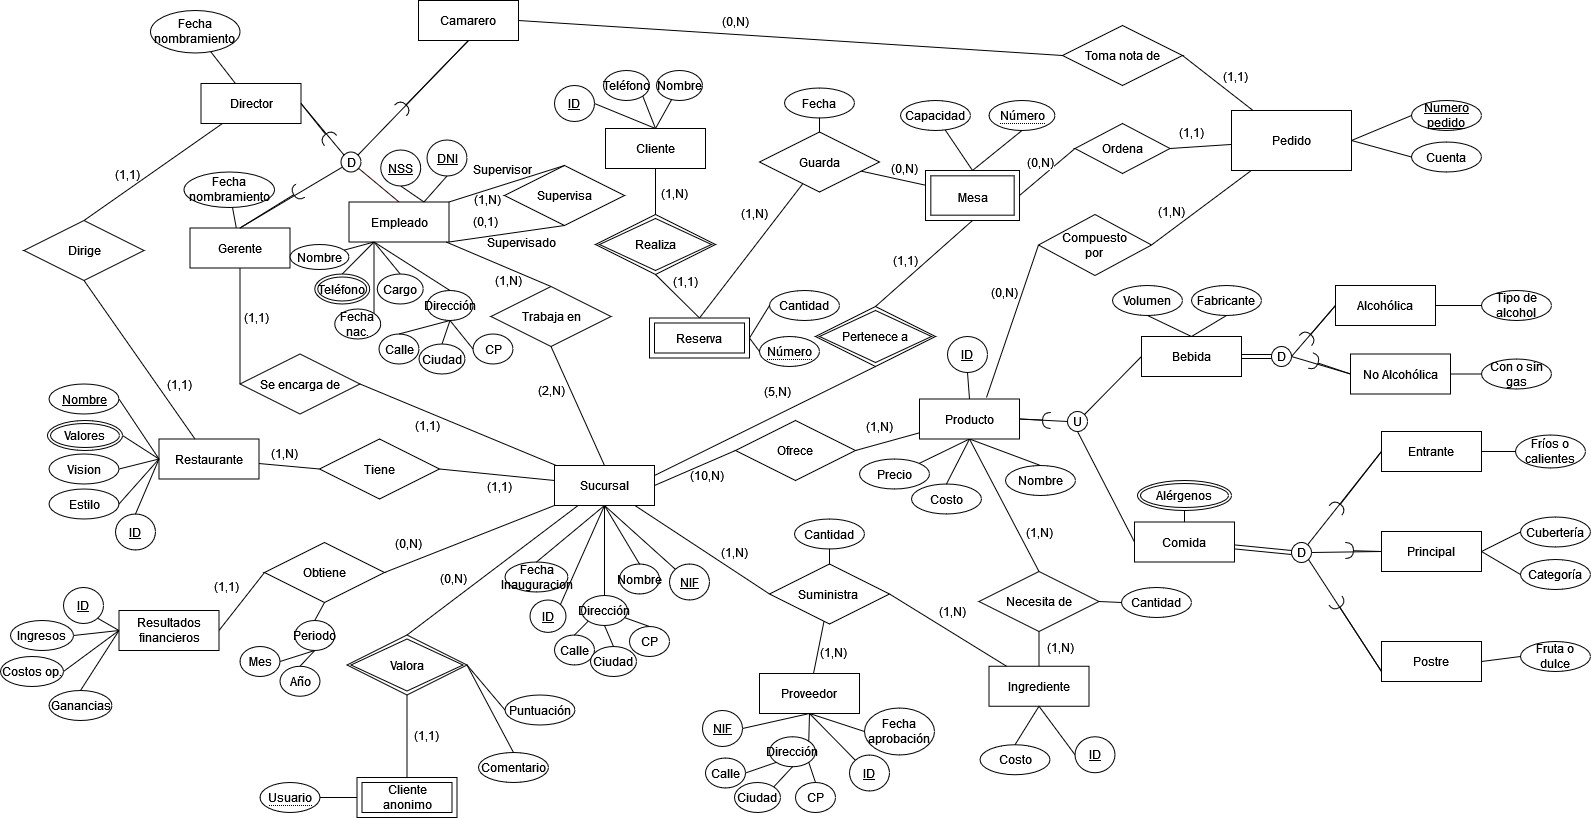 Camarero
(0,N)
Toma nota de
(1,1)
Fecha
nombramiento
Director
(1,1)
D
Fecha
nombramiento
Gerente
NSS
DNI
Empleado
Supervisor
(1,N)
Supervisa
(0,1)
Supervisado
ID
Teléfono
Nombre
Cliente
(1,N)
Realiza
(1,1)
Fecha
Guarda
(0,N)
(1,N)
Capacidad
Número
Mesa
(0,N)
Ordena
(1,1)
Pedido
Numero
pedido
Cuenta
Dirige
(1,1)
Nombre
Teléfono
Fecha
nac.
Cargo
Dirección
Calle
Ciudad
CP
(1,N)
Trabaja en
(2,N)
(1,1)
Se encarga de
(1,1)
Reserva
Cantidad
Número
(1,1)
Pertenece a
(5,N)
(1,N)
Compuesto
por
(0,N)
Volumen
Fabricante
Bebida
D
Alcohólica
Tipo de
alcohol
No Alcohólica
Con o sin
gas
ID
Producto
U
Precio
Costo
Nombre
Nombre
Valores
Vision
Estilo
ID
Restaurante
(1,N)
Tiene
(1,1)
Sucursal
(10,N)
Ofrece
(1,N)
Alérgenos
Comida
D
Entrante
Fríos o
calientes
Principal
Cubertería
Categoría
Postre
Fruta o
dulce
(0,N)
Obtiene
(1,1)
Periodo
Mes
Año
ID
Ingresos
Costos op.
Ganancias
Resultados
financieros
(0,N)
Valora
Puntuación
Comentario
(1,1)
Usuario
Cliente
anonimo
Fecha
Inauguracion
ID
Dirección
Calle
Ciudad
CP
Nombre
NIF
(1,N)
Cantidad
Suministra
(1,N)
(1,N)
Proveedor
NIF
Dirección
Calle
Ciudad
CP
ID
Fecha
aprobación
(1,N)
Necesita de
Cantidad
(1,N)
Ingrediente
Costo
ID